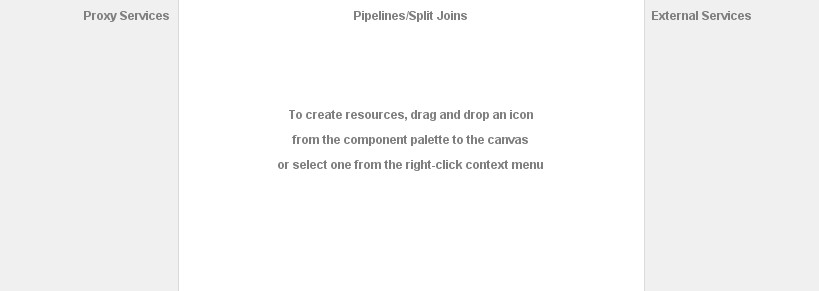 Proxy Services
Pipelines/Split Joins
External Services
To create resources, drag and drop an icon
from the component palette to the canvas
or select one from the right-click context menu